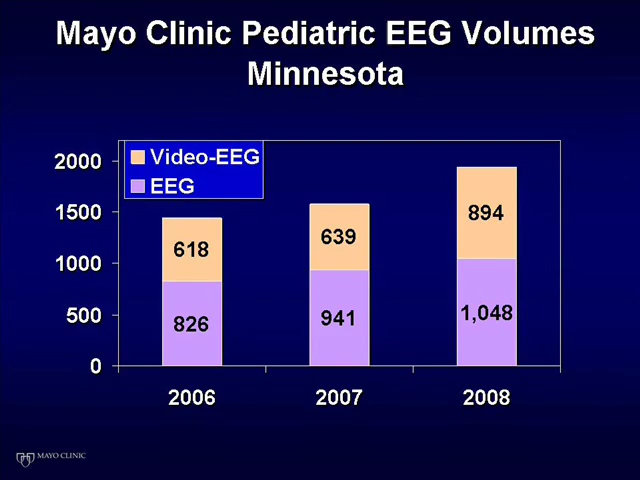 Mayo Clinic Pediatric EEG Volumes
Minnesota
2000
1500
1000
500
0
Video-EEG
EEG
618
826
639
941
894
1,048
2006
2007
2008
MAYO CLINIC